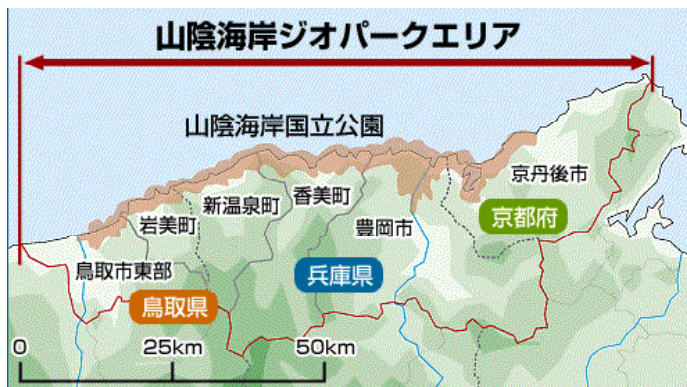 山陰海岸ジオパークエリア
山陰海岸国立公園
京丹後市
香美町
新温泉町
岩美町
豊岡市
京都府
鳥取市東部
兵庫県
鳥取県
0 25km 50km